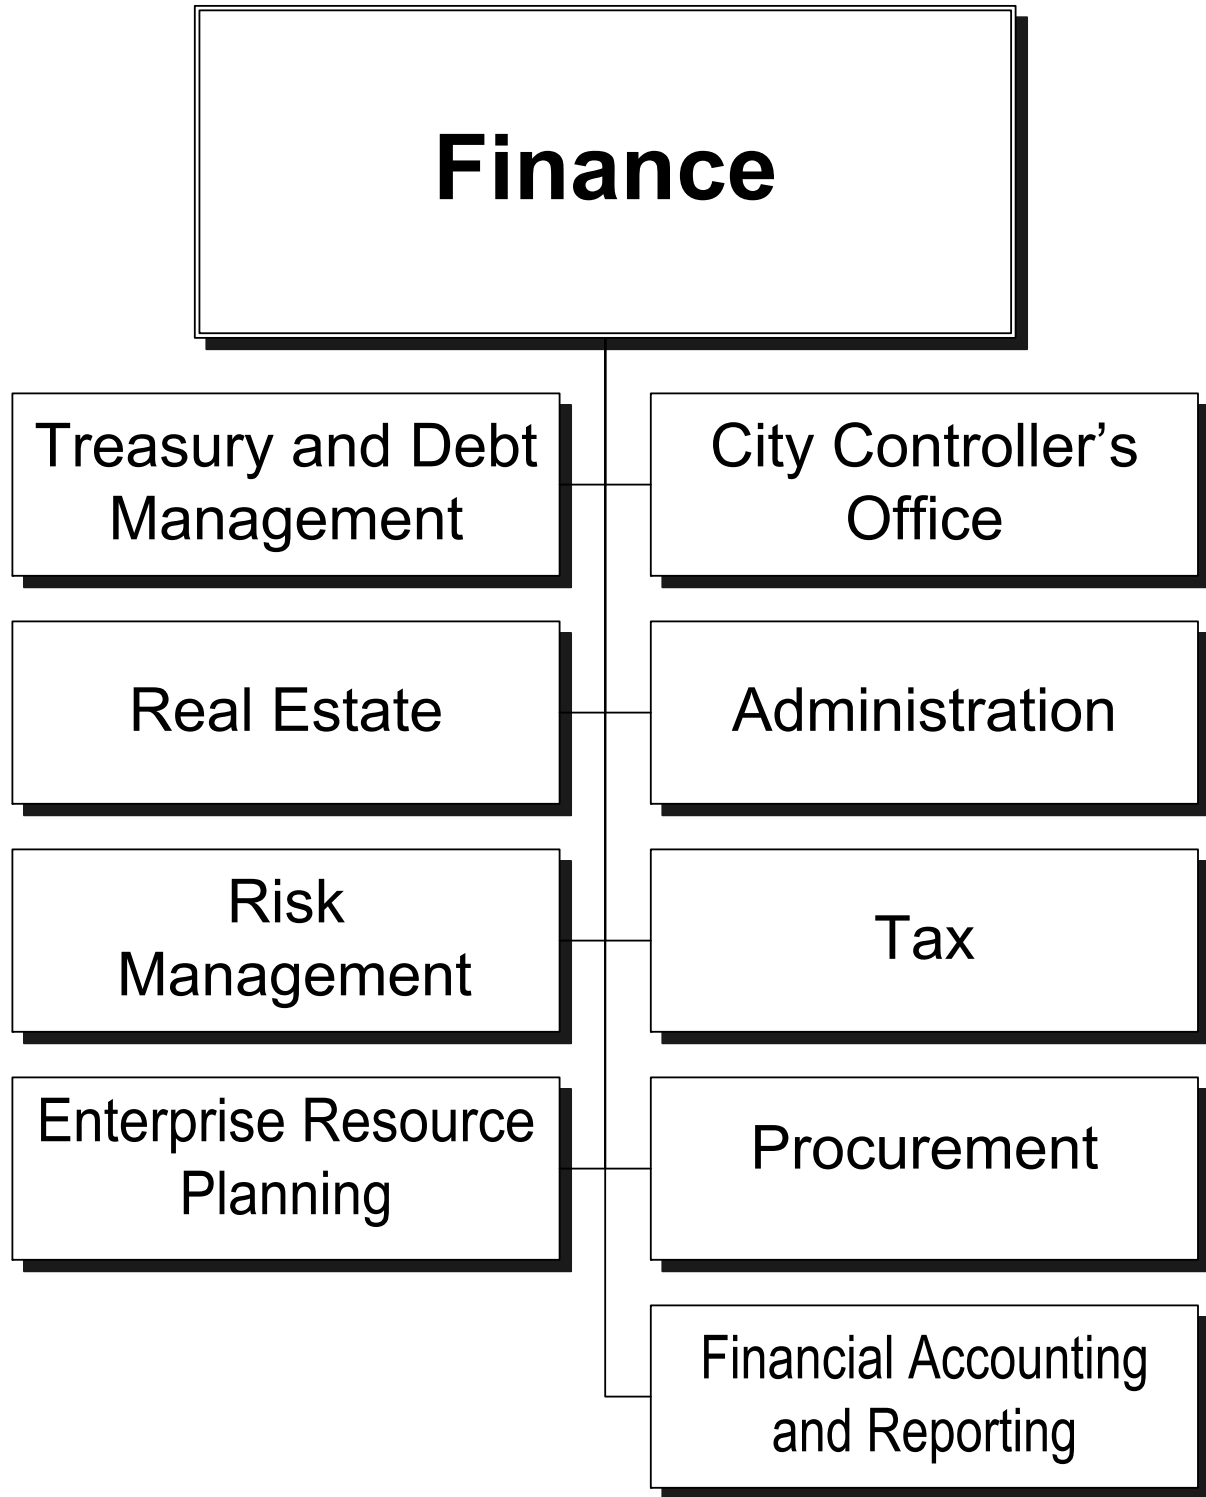 Finance
Treasury and Debt
Management
City Controller’s
Office
Real Estate
Administration
Risk
Management
Tax
Enterprise Resource
Planning
Procurement
Financial Accounting
and Reporting